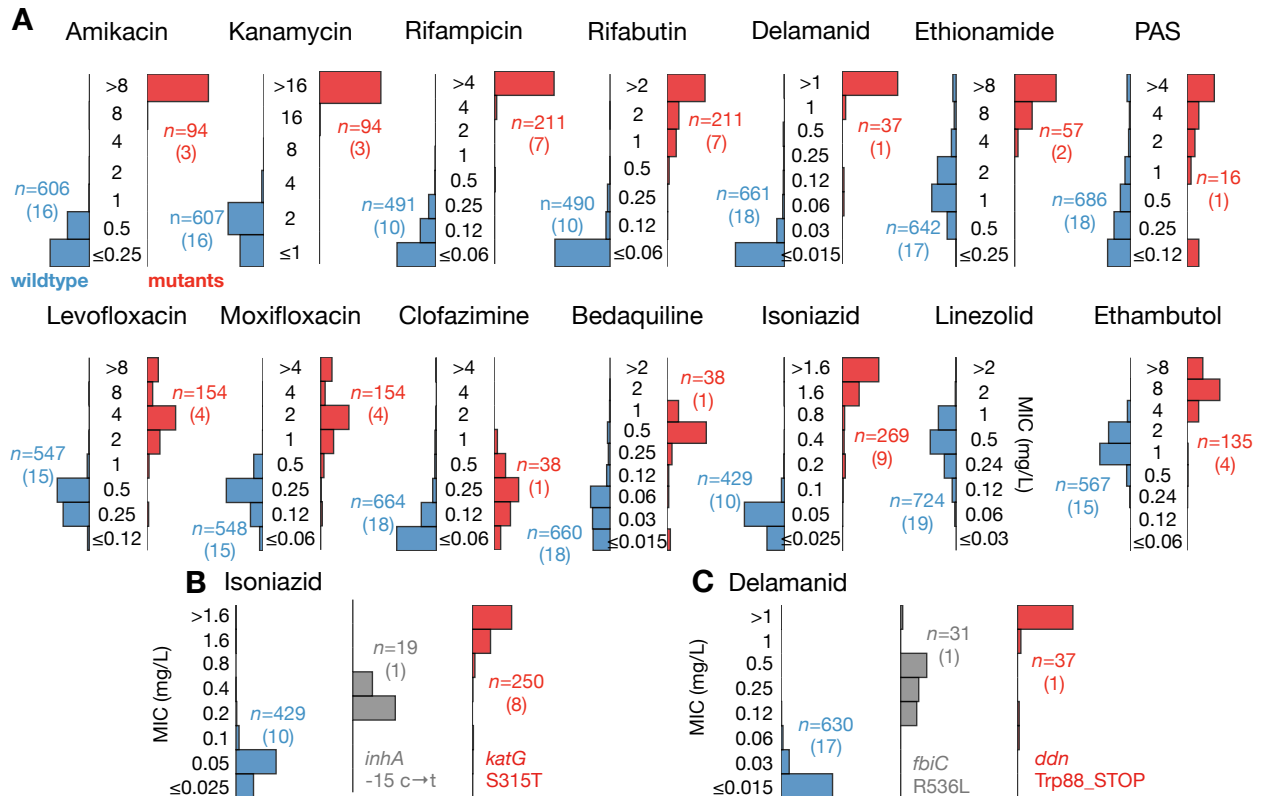 A
Amikacin
Kanamycin
Rifampicin
Rifabutin
Delamanid
Ethionamide
PAS
>8
8
4
2
1
0.5
≤0.25
n=606
(16)
n=94
(3)
>16
16
8
4
2
≤1
n=607
(16)
n=94
(3)
>4
4
2
1
0.5
0.25
0.12
≤0.06
n=491
(10)
n=211
(7)
>2
2
1
0.5
0.25
0.12
≤0.06
n=490
(10)
n=211
(7)
>1
1
0.5
0.25
0.12
0.06
0.03
≤0.015
n=661
(18)
n=37
(1)
>8
8
4
2
1
0.5
≤0.25
n=642
(17)
n=57
(2)
>4
4
2
1
0.5
0.25
≤0.12
n=686
(18)
n=16
(1)
wildtype
mutants
Levofloxacin
Moxifloxacin
Clofazimine
Bedaquiline
Isoniazid
Linezolid
Ethambutol
>8
8
4
2
1
0.5
0.25
≤0.12
n=547
(15)
n=154
(4)
>4
4
2
1
0.5
0.25
0.12
≤0.06
n=548
(15)
n=154
(4)
>4
4
2
1
0.5
0.25
0.12
≤0.06
n=664
(18)
n=38
(1)
>2
2
1
0.5
0.25
0.12
0.06
0.03
≤0.015
n=660
(18)
n=38
(1)
>1.6
1.6
0.8
0.4
0.2
0.1
0.05
≤0.025
n=429
(10)
n=269
(9)
>2
2
1
0.5
0.24
0.12
0.06
≤0.03
n=724
(19)
MIC (mg/L)
>8
8
4
2
1
0.5
0.24
0.12
≤0.06
n=567
(15)
n=135
(4)
B
Isoniazid
MIC (mg/L)
>1.6
1.6
0.8
0.4
0.2
0.1
0.05
≤0.025
n=429
(10)
n=19
(1)
inhA
-15 c→t
n=250
(8)
katG
S315T
C
Delamanid
MIC (mg/L)
>1
1
0.5
0.25
0.12
0.06
0.03
≤0.015
n=630
(17)
n=31
(1)
fbiC
R536L
n=37
(1)
ddn
Trp88_STOP